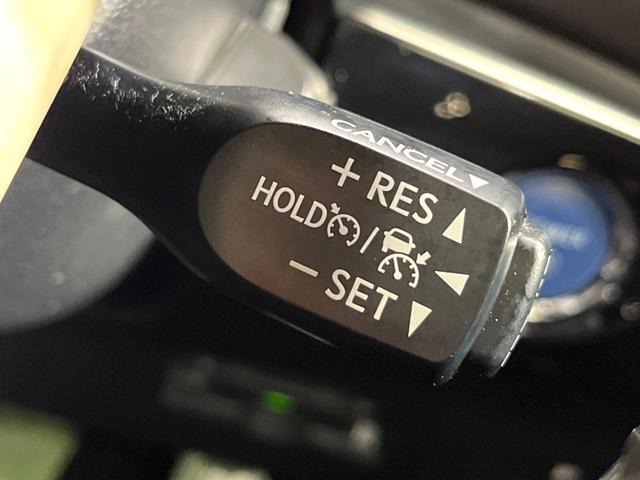 CANCEL▼
+ RES ▲
HOLD / ◀
− SET ▼